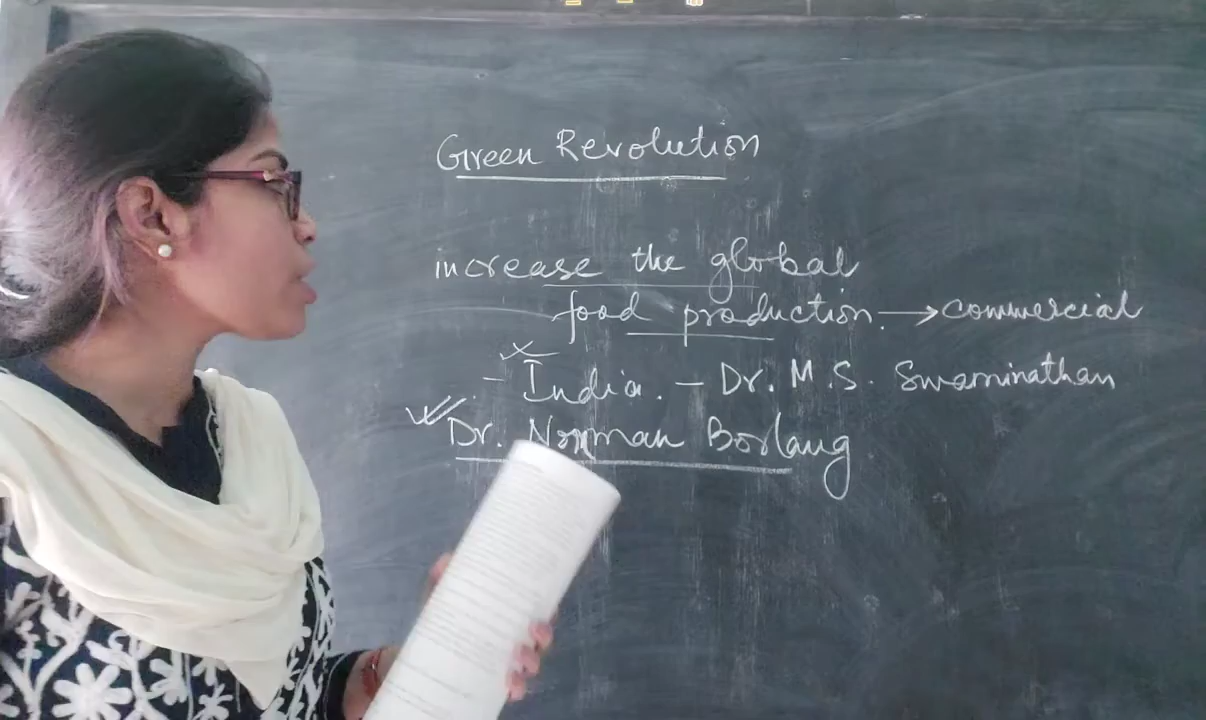 Green Revolution
increase the global
food production. → commercial
- India. - Dr. M.S. Swaminathan
Dr. Norman Borlaug